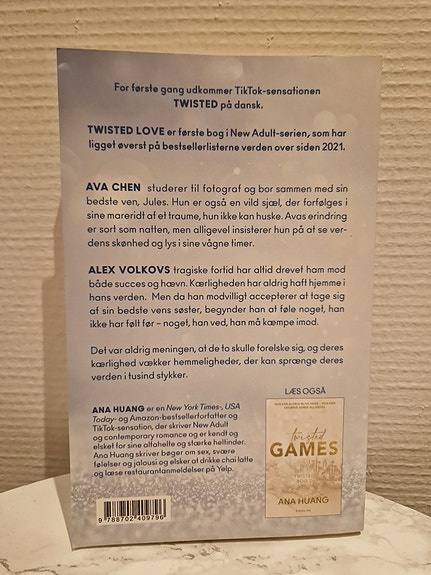 For første gang udkommer TikTok-sensationen
TWISTED på dansk.
TWISTED LOVE er første bog i New Adult-serien, som har
ligget øverst på bestsellerlisterne verden over siden 2021.
AVA CHEN studerer til fotograf og bor sammen med sin
bedste ven, Jules. Hun er også en vild sjæl, der forfølges i
sine mareridt af et traume, hun ikke kan huske. Avas erindring
er sort som natten, men alligevel insisterer hun på at se ver-
dens skønhed og lys i sine vågne timer.
ALEX VOLKOVS tragiske fortid har altid drevet ham mod
både succes og hævn. Kærligheden har aldrig haft hjemme i
hans verden. Men da han modvilligt accepterer at tage sig
af sin bedste vens søster, begynder han at føle noget, han
ikke har følt før – noget, han ved, han må kæmpe imod.
Det var aldrig meningen, at de to skulle forelske sig, og deres
kærlighed vækker hemmeligheder, der kan sprænge deres
verden i tusind stykker.
ANA HUANG er en New York Times-, USA
Today- og Amazon-bestsellerforfatter og
TikTok-sensation, der skriver New Adult
og contemporary romance og er kendt og
elsket for sine alfahelte og stærke heltinder.
Ana Huang skriver bøger om sex, svære
følelser og jalousi og elsker at drikke chai latte
og læse restaurantanmeldelser på Yelp.
9 788702 409796
LÆS OGSÅ
twisted
GAMES
TWISTED
BOG
ANA HUANG